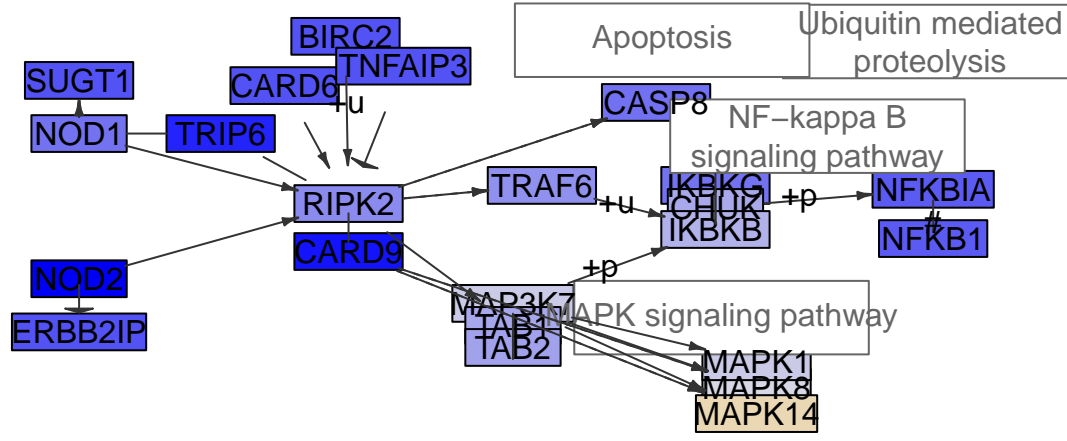 BIRC2
Apoptosis
Ubiquitin mediated
proteolysis
TNFAIP3
SUGT1
CARD6
+u
CASP8
NOD1
TRIP6
NF−kappa B
signaling pathway
TRAF6
IKBKG
NFKBIA
RIPK2
+u
CHUK
+p
IKBKB
#
NFKB1
CARD9
NOD2
+p
MAP3K7
MAPK signaling pathway
TAB1
ERBB2IP
TAB2
MAPK1
MAPK8
MAPK14